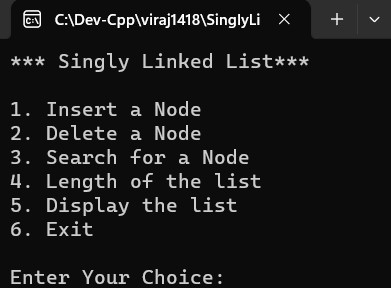 C:\Dev-Cpp\viraj1418\SinglyLi
*** Singly Linked List***
1. Insert a Node
2. Delete a Node
3. Search for a Node
4. Length of the list
5. Display the list
6. Exit
Enter Your Choice: